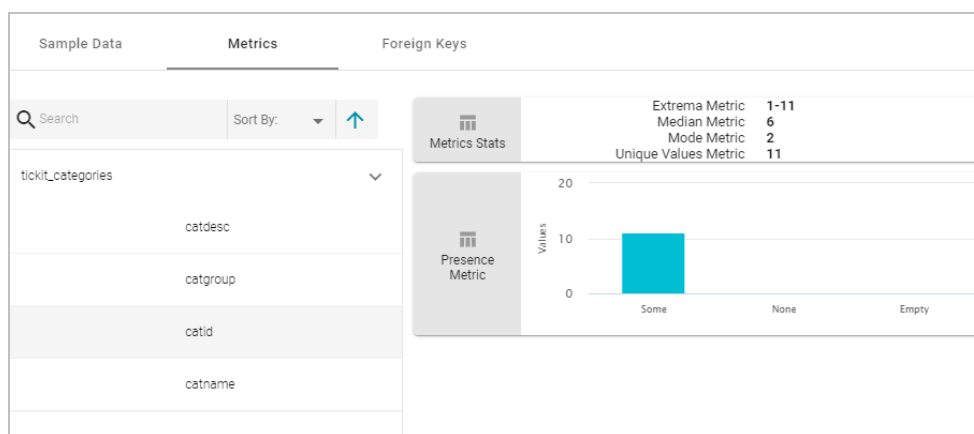 Sample Data
Metrics
Foreign Keys
Search
Sort By:
tickit_categories
catdesc
catgroup
catid
catname
Metrics Stats
Extrema Metric 1-11
Median Metric 6
Mode Metric 2
Unique Values Metric 11
Presence
Metric
Values
20
10
0
Some
None
Empty